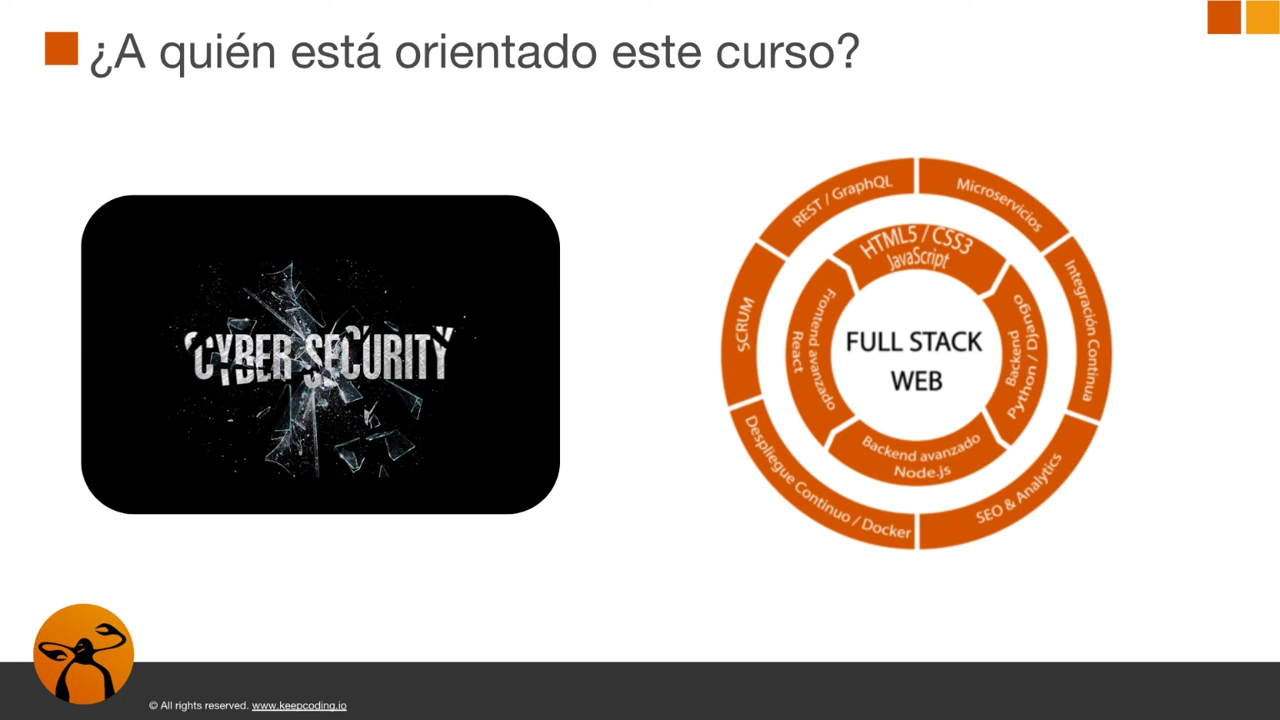 ¿A quién está orientado este curso?
CYBER SECURITY
REST / GraphQL
Microservicios
Integración Continua
SEO & Analytics
Despliegue Continuo / Docker
SCRUM
HTML5 / CSS3
JavaScript
Backend
Python / Django
Backend avanzado
Node.js
Frontend avanzado
React
FULL STACK
WEB
© All rights reserved. www.keepcoding.io